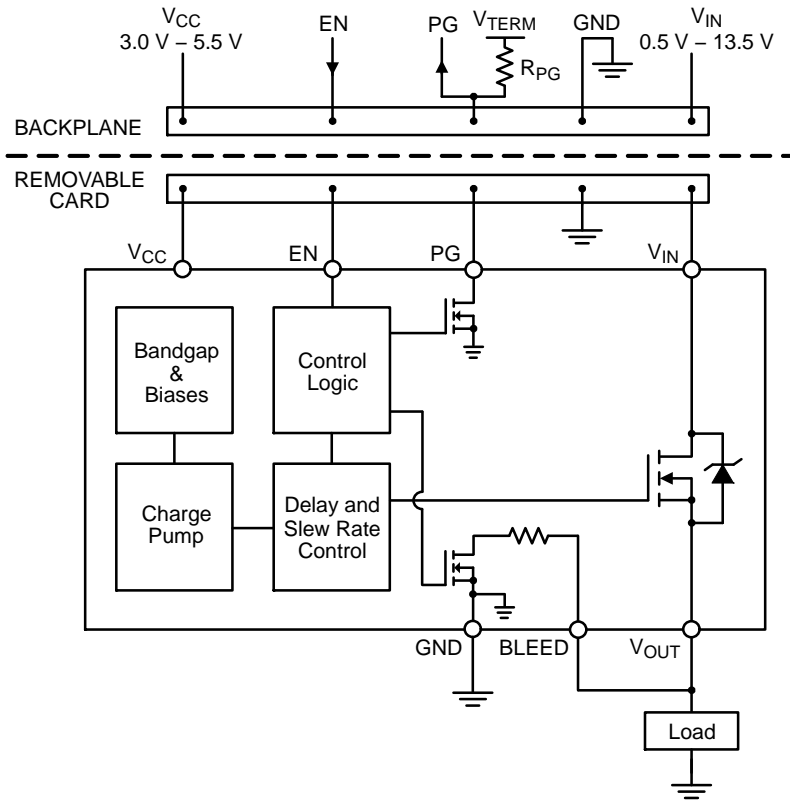 VCC
3.0 V – 5.5 V
EN
PG
VTERM
RPG
GND
VIN
0.5 V – 13.5 V
BACKPLANE
REMOVABLE
CARD
VCC
EN
PG
VIN
Bandgap
&
Biases
Control
Logic
Charge
Pump
Delay and
Slew Rate
Control
GND
BLEED
VOUT
Load